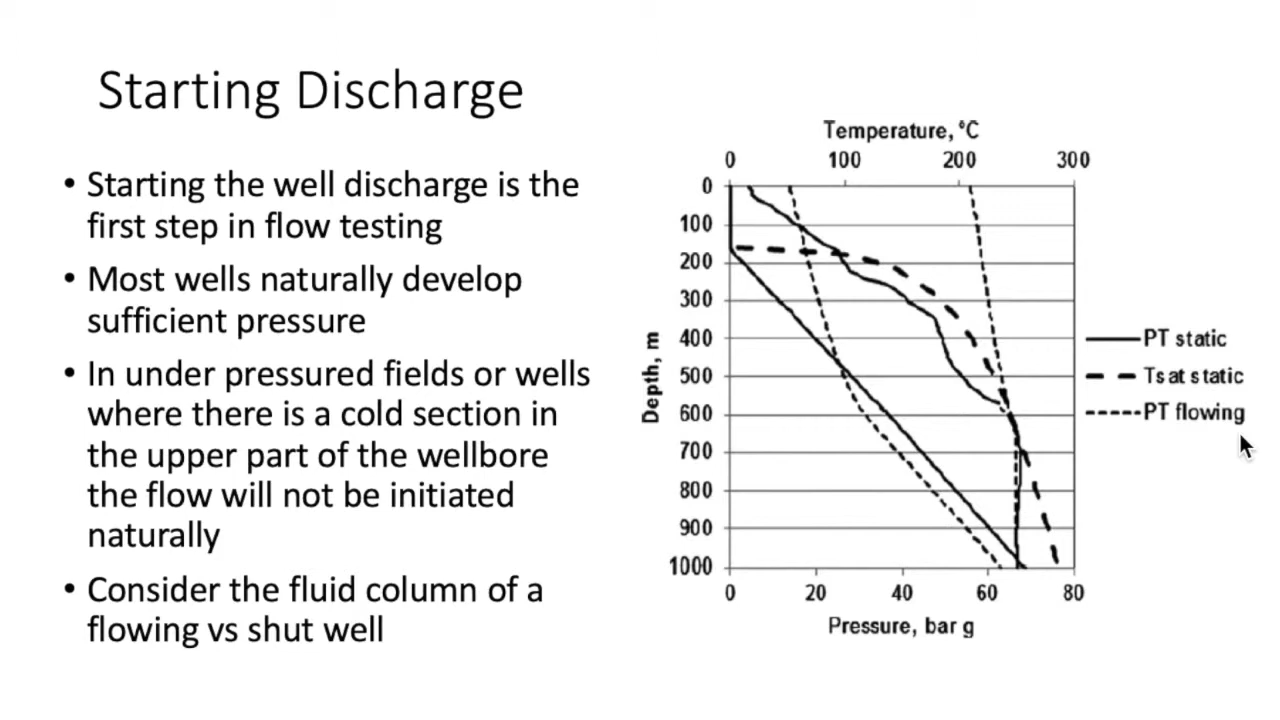 Starting Discharge
• Starting the well discharge is the
first step in flow testing
• Most wells naturally develop
sufficient pressure
• In under pressured fields or wells
where there is a cold section in
the upper part of the wellbore
the flow will not be initiated
naturally
• Consider the fluid column of a
flowing vs shut well
Temperature, °C
0 100 200 300
0
100
200
300
400
500
600
700
800
900
1000
Depth, m
0 20 40 60 80
Pressure, bar g
PT static
Tsat static
PT flowing